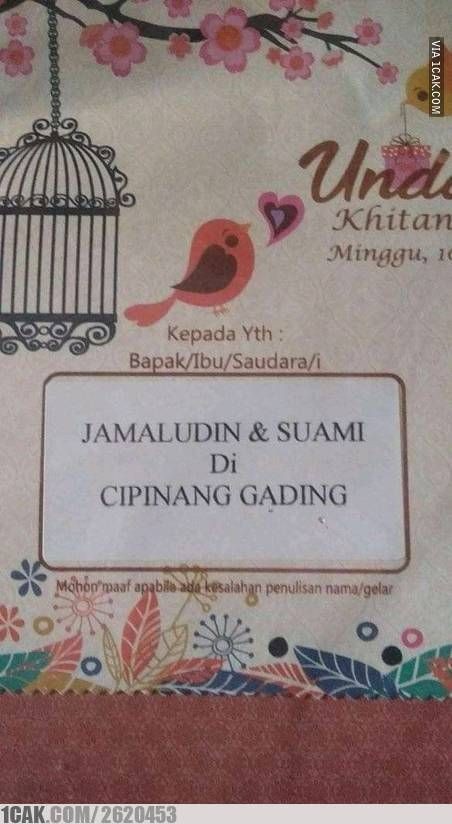 VIA 1CAK.COM
Khitan
Minggu,
Kepada Yth :
Bapak/Ibu/Saudara/i
JAMALUDIN & SUAMI
Di
CIPINANG GADING
Mohon maaf apabila ada kesalahan penulisan nama/gelar
1CAK.COM/2620453